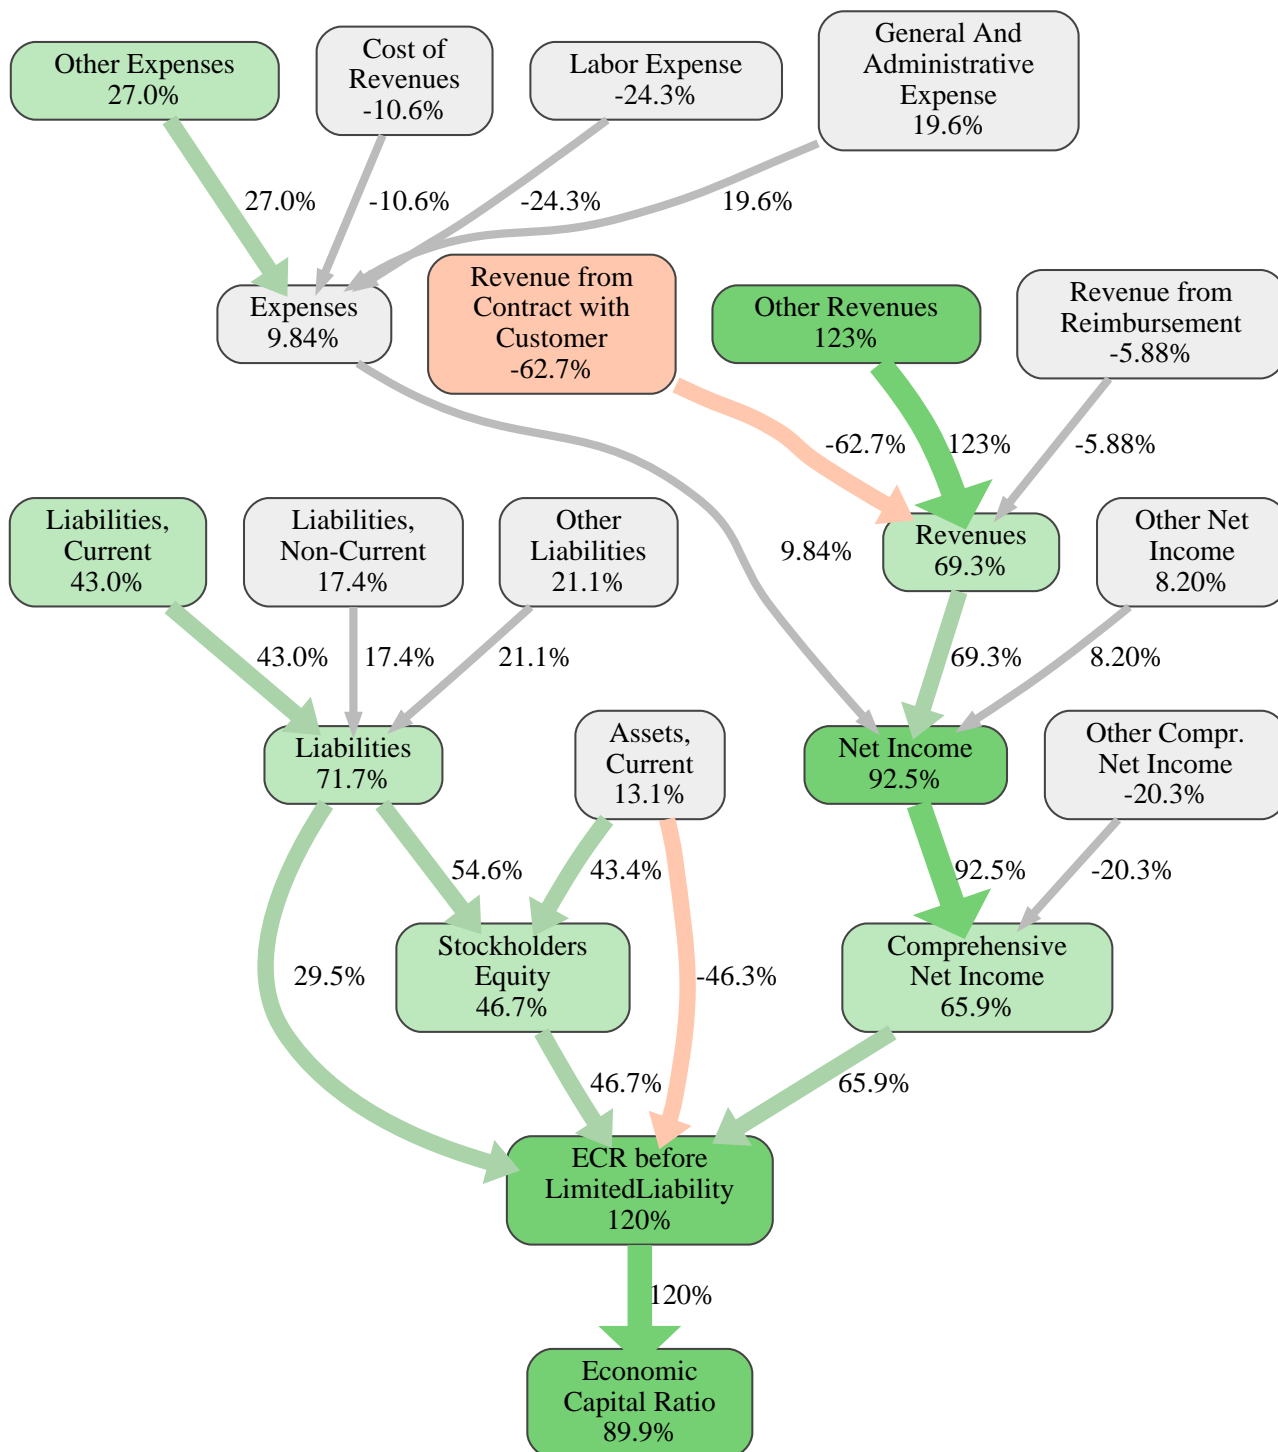 Other Expenses
27.0%
Cost of
Revenues
-10.6%
Labor Expense
-24.3%
General And
Administrative
Expense
19.6%
27.0%
-10.6%
-24.3%
19.6%
Expenses
9.84%
Revenue from
Contract with
Customer
-62.7%
Other Revenues
123%
Revenue from
Reimbursement
-5.88%
-62.7%
123%
-5.88%
Liabilities,
Current
43.0%
Liabilities,
Non-Current
17.4%
Other
Liabilities
21.1%
9.84%
Revenues
69.3%
Other Net
Income
8.20%
43.0%
17.4%
21.1%
69.3%
8.20%
Liabilities
71.7%
Assets,
Current
13.1%
Net Income
92.5%
Other Compr.
Net Income
-20.3%
54.6%
43.4%
92.5%
-20.3%
29.5%
Stockholders
Equity
46.7%
-46.3%
Comprehensive
Net Income
65.9%
46.7%
65.9%
ECR before
LimitedLiability
120%
120%
Economic
Capital Ratio
89.9%